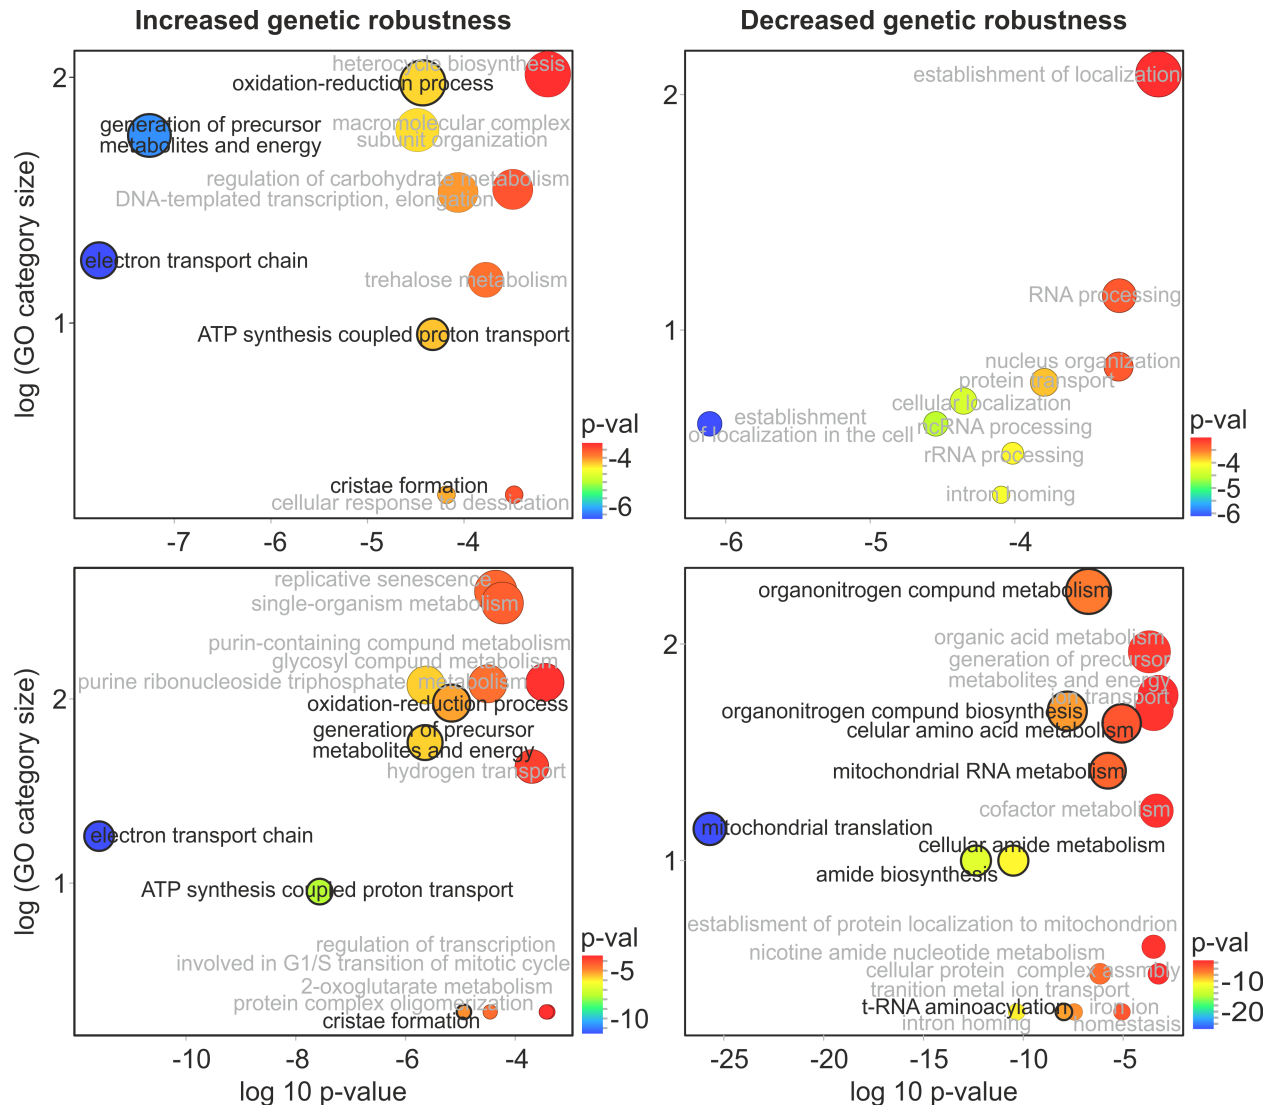 Increased genetic robustness
Decreased genetic robustness
log (GO category size)
2
1
heterocycle biosynthesis
oxidation-reduction process
generation of precursor
metabolites and energy
macromolecular complex
subunit organization
regulation of carbohydrate metabolism
DNA-templated transcription, elongation
electron transport chain
trehalose metabolism
ATP synthesis coupled proton transport
cristae formation
cellular response to dessication
p-val
-4
-6
-7
-6
-5
-4
2
1
establishment of localization
RNA processing
nucleus organization
protein transport
cellular localization
establishment
of localization in the cell
ncRNA processing
rRNA processing
intron homing
p-val
-4
-5
-6
-6
-5
-4
log (GO category size)
2
1
replicative senescence
single-organism metabolism
purin-containing compund metabolism
glycosyl compund metabolism
purine ribonucleoside triphosphate metabolism
oxidation-reduction process
generation of precursor
metabolites and energy
hydrogen transport
electron transport chain
ATP synthesis coupled proton transport
regulation of transcription
involved in G1/S transition of mitotic cycle
2-oxoglutarate metabolism
protein complex oligomerization
cristae formation
p-val
-5
-10
-10
-8
-6
-4
log 10 p-value
2
1
organonitrogen compund metabolism
organic acid metabolism
generation of precursor
metabolites and energy
ion transport
organonitrogen compund biosynthesis
celular amino acid metabolism
mitochondrial RNA metabolism
cofactor metabolism
mitochondrial translation
cellular amide metabolism
amide biosynthesis
establisment of protein localization to mitochondrion
nicotine amide nucleotide metabolism
cellular protein complex assmbly
tranition metal ion transport
t-RNA aminoacylation
iron ion
intron homing
homestasis
p-val
-10
-20
-25
-20
-15
-10
-5
log 10 p-value